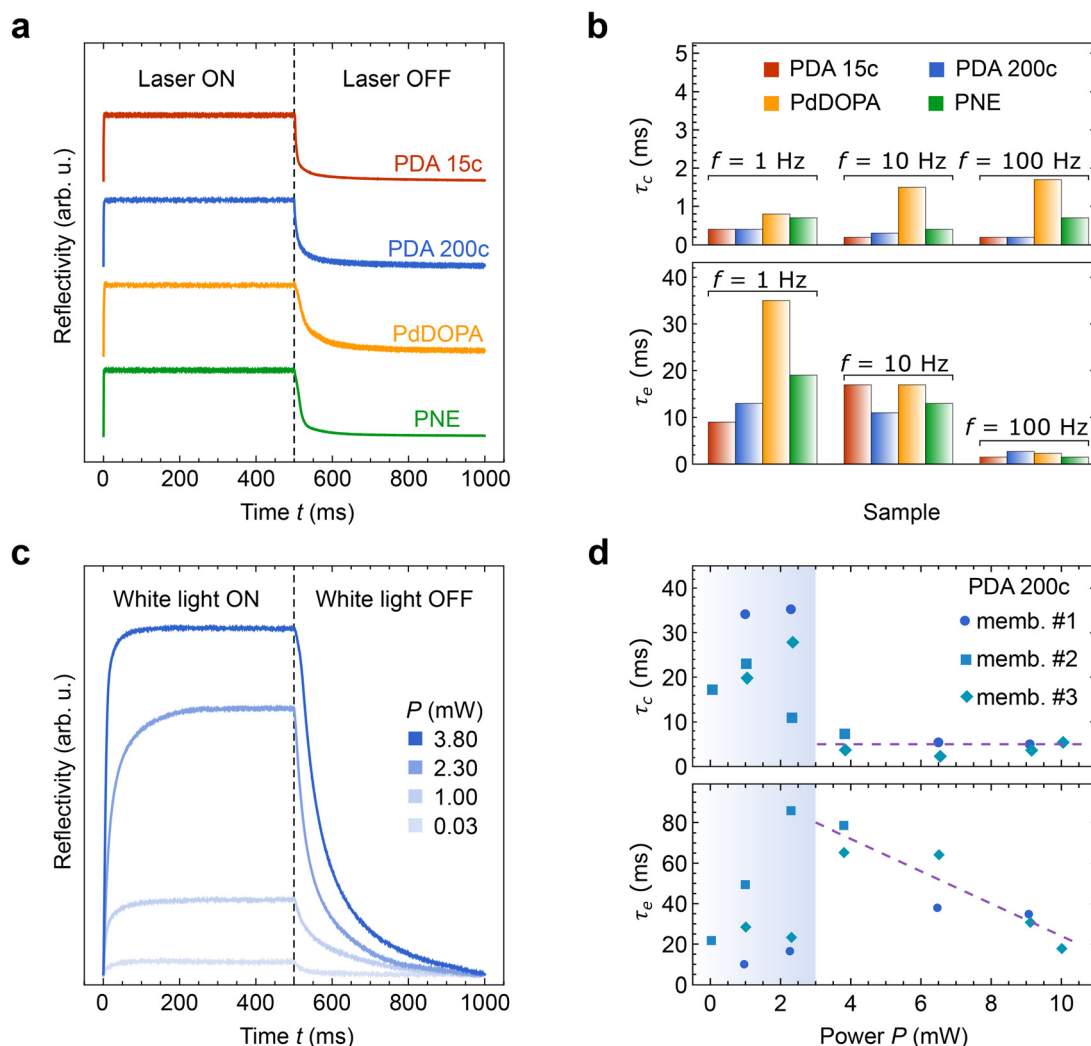 a
Laser ON
Laser OFF
PDA 15c
PDA 200c
PdDOPA
PNE
Reflectivity (arb. u.)
0 200 400 600 800 1000
Time t (ms)
b
PDA 15c PDA 200c
PdDOPA PNE
f = 1 Hz f = 10 Hz f = 100 Hz
5
4
3
2
1
0
τc (ms)
f = 1 Hz
f = 10 Hz
f = 100 Hz
40
30
20
10
0
τe (ms)
Sample
c
White light ON White light OFF
P (mW)
3.80
2.30
1.00
0.03
Reflectivity (arb. u.)
0 200 400 600 800 1000
Time t (ms)
d
PDA 200c
memb. #1
memb. #2
memb. #3
40
30
20
10
0
τc (ms)
80
60
40
20
0
τe (ms)
0 2 4 6 8 10
Power P (mW)